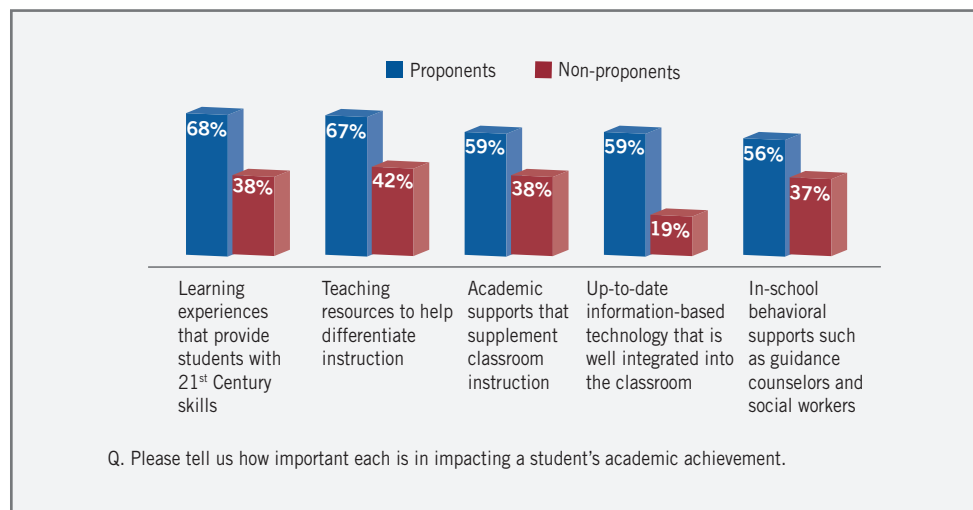 Proponents Non-proponents
68% 38% 67% 42% 59% 38% 59% 19% 56% 37%
Learning
experiences
that provide
students with
21st Century
skills
Teaching
resources to help
differentiate
instruction
Academic
supports that
supplement
classroom
instruction
Up-to-date
information-based
technology that is
well integrated into
the classroom
In-school
behavioral
supports such
as guidance
counselors and
social workers
Q. Please tell us how important each is in impacting a student’s academic achievement.